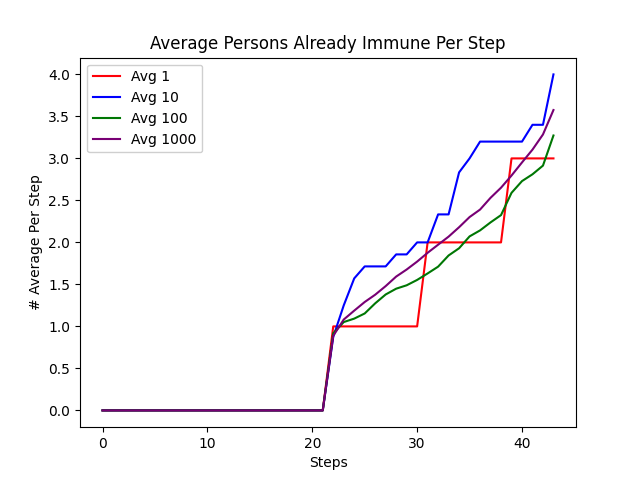 Average Persons Already Immune Per Step
Avg 1
Avg 10
Avg 100
Avg 1000
# Average Per Step
4.0
3.5
3.0
2.5
2.0
1.5
1.0
0.5
0.0
0 10 20 30 40
Steps